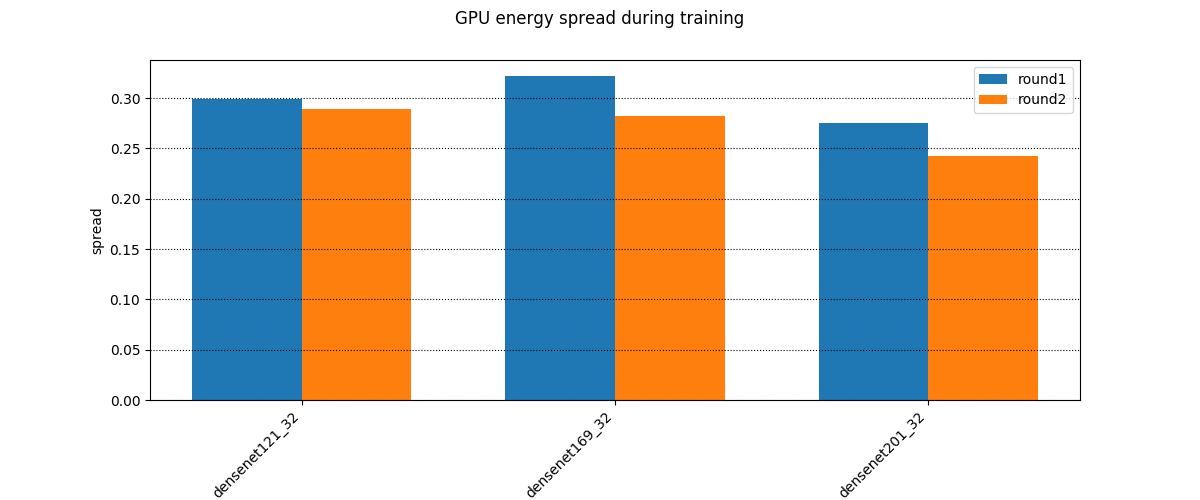 GPU energy spread during training
round1
round2
0.30
0.25
0.20
0.15
0.10
0.05
0.00
spread
densenet121_32
densenet169_32
densenet201_32